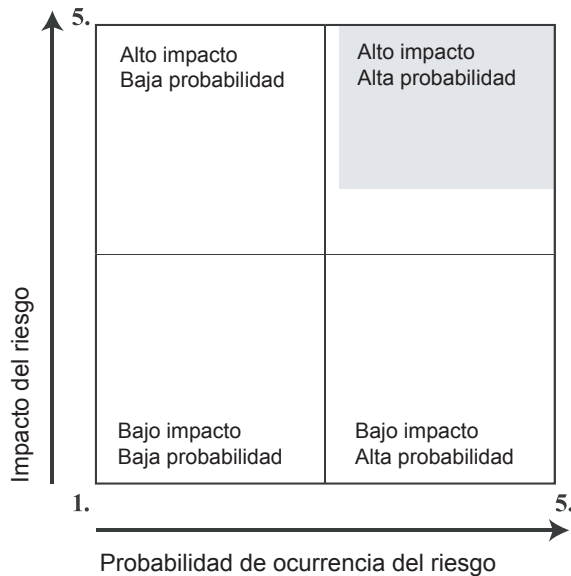 5.
Alto impacto
Baja probabilidad
Alto impacto
Alta probabilidad
Impacto del riesgo
Bajo impacto
Baja probabilidad
Bajo impacto
Alta probabilidad
1.
5.
Probabilidad de ocurrencia del riesgo